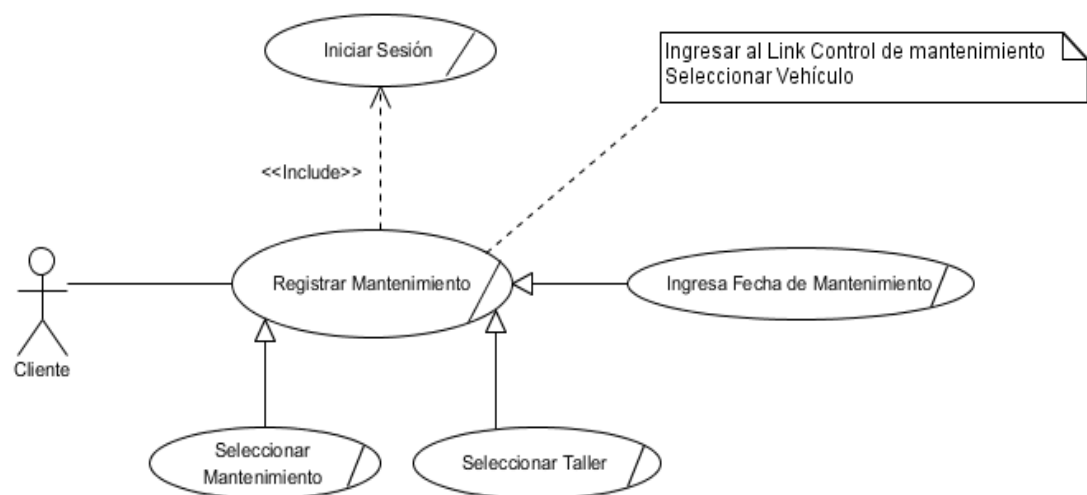 Iniciar Sesión
Ingresar al Link Control de mantenimiento
Seleccionar Vehículo
<<Include>>
Registrar Mantenimiento
Ingresa Fecha de Mantenimiento
Cliente
Seleccionar
Mantenimiento
Seleccionar Taller